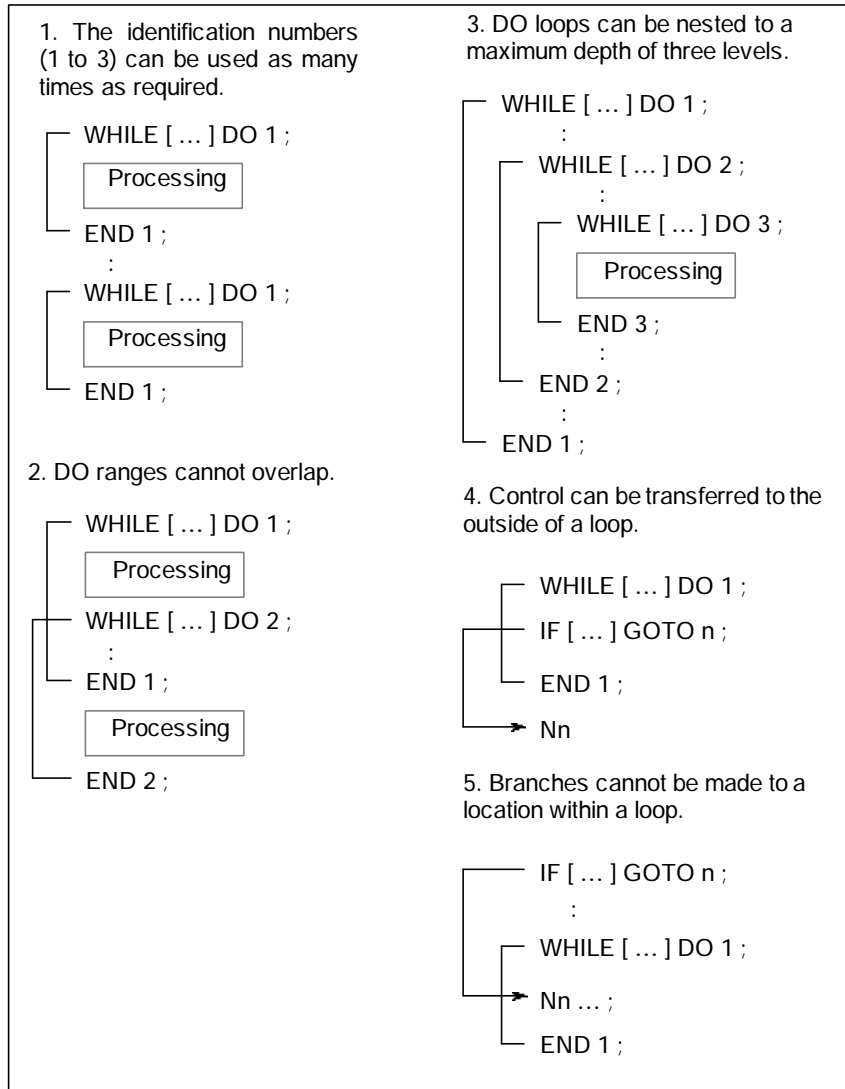 1. The identification numbers
(1 to 3) can be used as many
times as required.
WHILE [ … ] DO 1 ;
Processing
END 1 ;
:
WHILE [ … ] DO 1 ;
Processing
END 1 ;
2. DO ranges cannot overlap.
WHILE [ … ] DO 1 ;
Processing
WHILE [ … ] DO 2 ;
:
END 1 ;
Processing
END 2 ;
3. DO loops can be nested to a
maximum depth of three levels.
WHILE [ … ] DO 1 ;
:
WHILE [ … ] DO 2 ;
:
WHILE [ … ] DO 3 ;
Processing
END 3 ;
:
END 2 ;
:
END 1 ;
4. Control can be transferred to the
outside of a loop.
WHILE [ … ] DO 1 ;
IF [ … ] GOTO n ;
END 1 ;
Nn
5. Branches cannot be made to a
location within a loop.
IF [ … ] GOTO n ;
:
WHILE [ … ] DO 1 ;
Nn … ;
END 1 ;